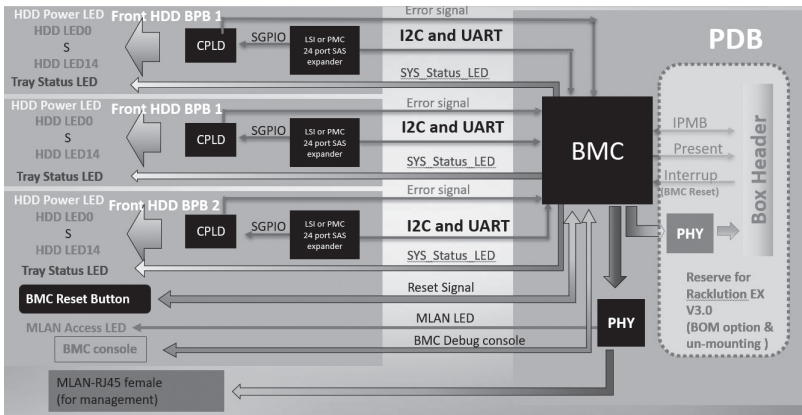 HDD Power LED Front HDD BPB 1
HDD LED0
S
HDD LED14
Tray Status LED
CPLD
SGPIO
LSI or PMC
24 port SAS
expander
Error signal
I2C and UART
SYS_Status_LED
HDD Power LED Front HDD BPB 1
HDD LED0
S
HDD LED14
Tray Status LED
CPLD
SGPIO
LSI or PMC
24 port SAS
expander
Error signal
I2C and UART
SYS_Status_LED
HDD Power LED Front HDD BPB 2
HDD LED0
S
HDD LED14
Tray Status LED
CPLD
SGPIO
LSI or PMC
24 port SAS
expander
Error signal
I2C and UART
SYS_Status_LED
BMC Reset Button
Reset Signal
MLAN Access LED
MLAN LED
BMC console
BMC Debug console
MLAN-RJ45 female
(for management)
BMC
PHY
PDB
IPMB
Present
Interrup
(BMC Reset)
Box Header
PHY
Reserve for
Racklution EX
V3.0
(BOM option &
un-mounting )